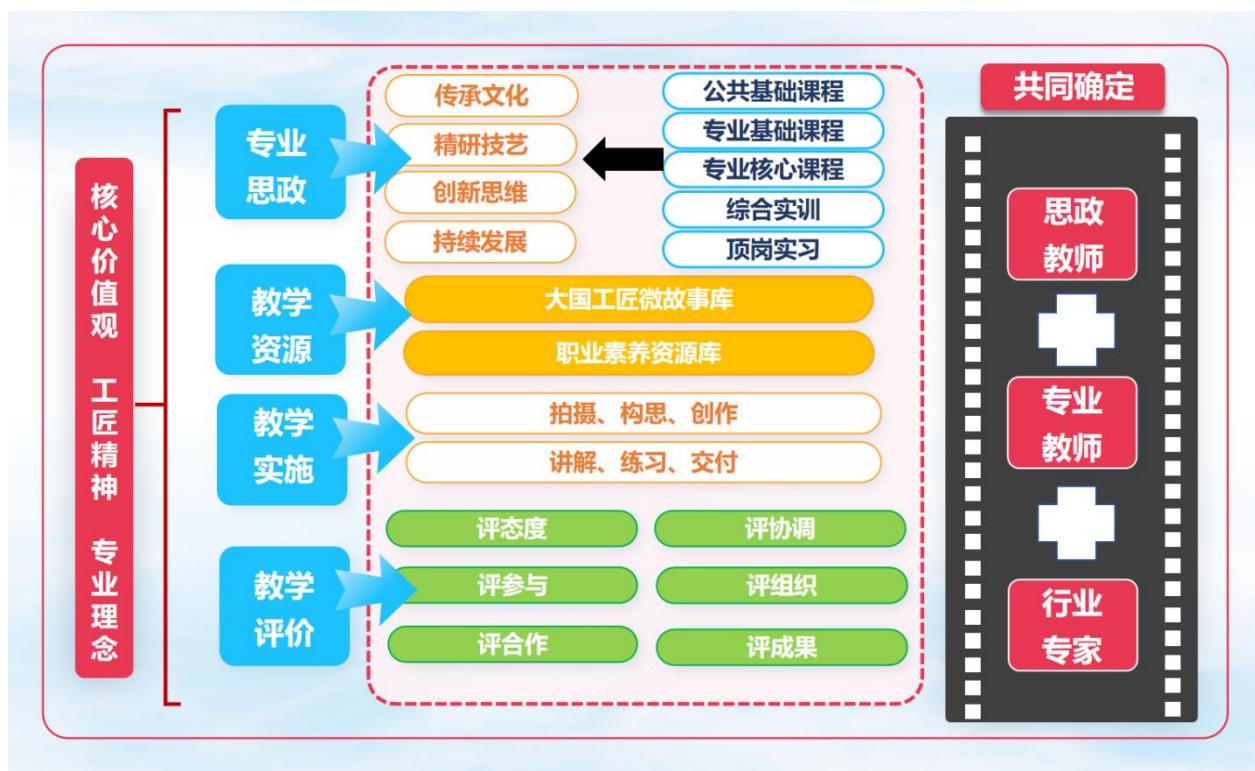 核心价值观 工匠精神 专业理念
专业
思政
传承文化
精研技艺
创新思维
持续发展
公共基础课程
专业基础课程
专业核心课程
综合实训
顶岗实习
教学
资源
大国工匠微故事库
职业素养资源库
教学
实施
拍摄、构思、创作
讲解、练习、交付
教学
评价
评态度
评协调
评参与
评组织
评合作
评成果
共同确定
思政
教师
专业
教师
行业
专家